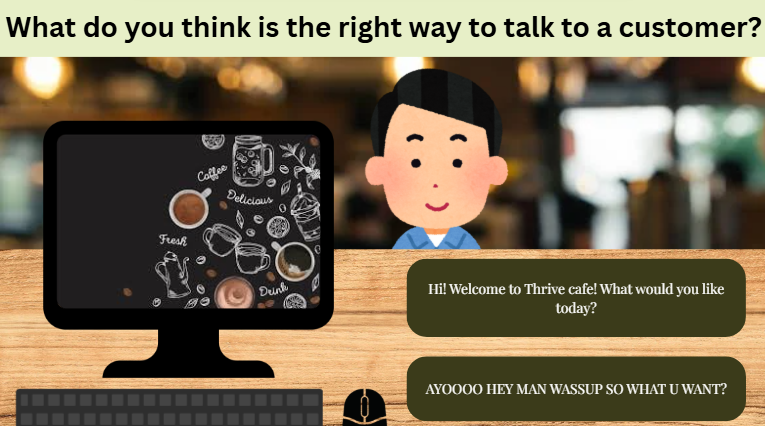 What do you think is the right way to talk to a customer?
Coffee
Delicious
Fresh
Drink
Hi! Welcome to Thrive cafe! What would you like
today?
AYOOOO HEY MAN WASSUP SO WHAT U WANT?